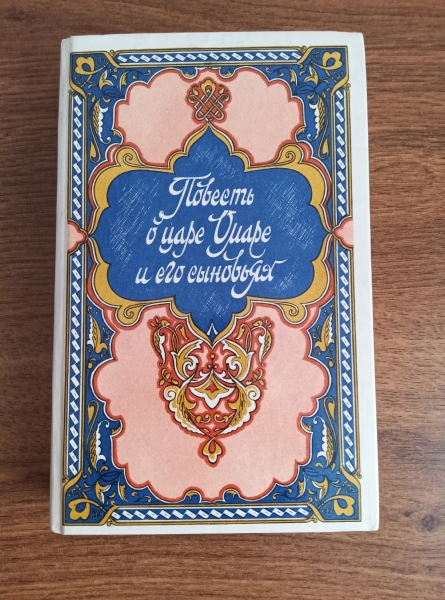 Повесть
о царе Омаре
и его сыновьях